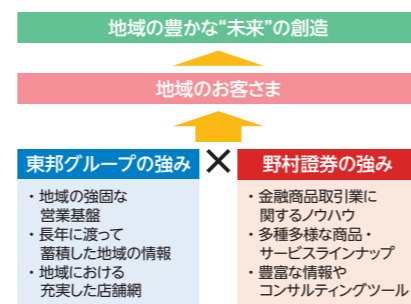 地域の豊かな“未来”の創造
地域のお客さま
東邦グループの強み
×
野村證券の強み
・地域の強固な
営業基盤
・長年に渡って
蓄積した地域の情報
・地域における
充実した店舗網
・金融商品取引業に
関するノウハウ
・多種多様な商品・
サービスラインナップ
・豊富な情報や
コンサルティングツール